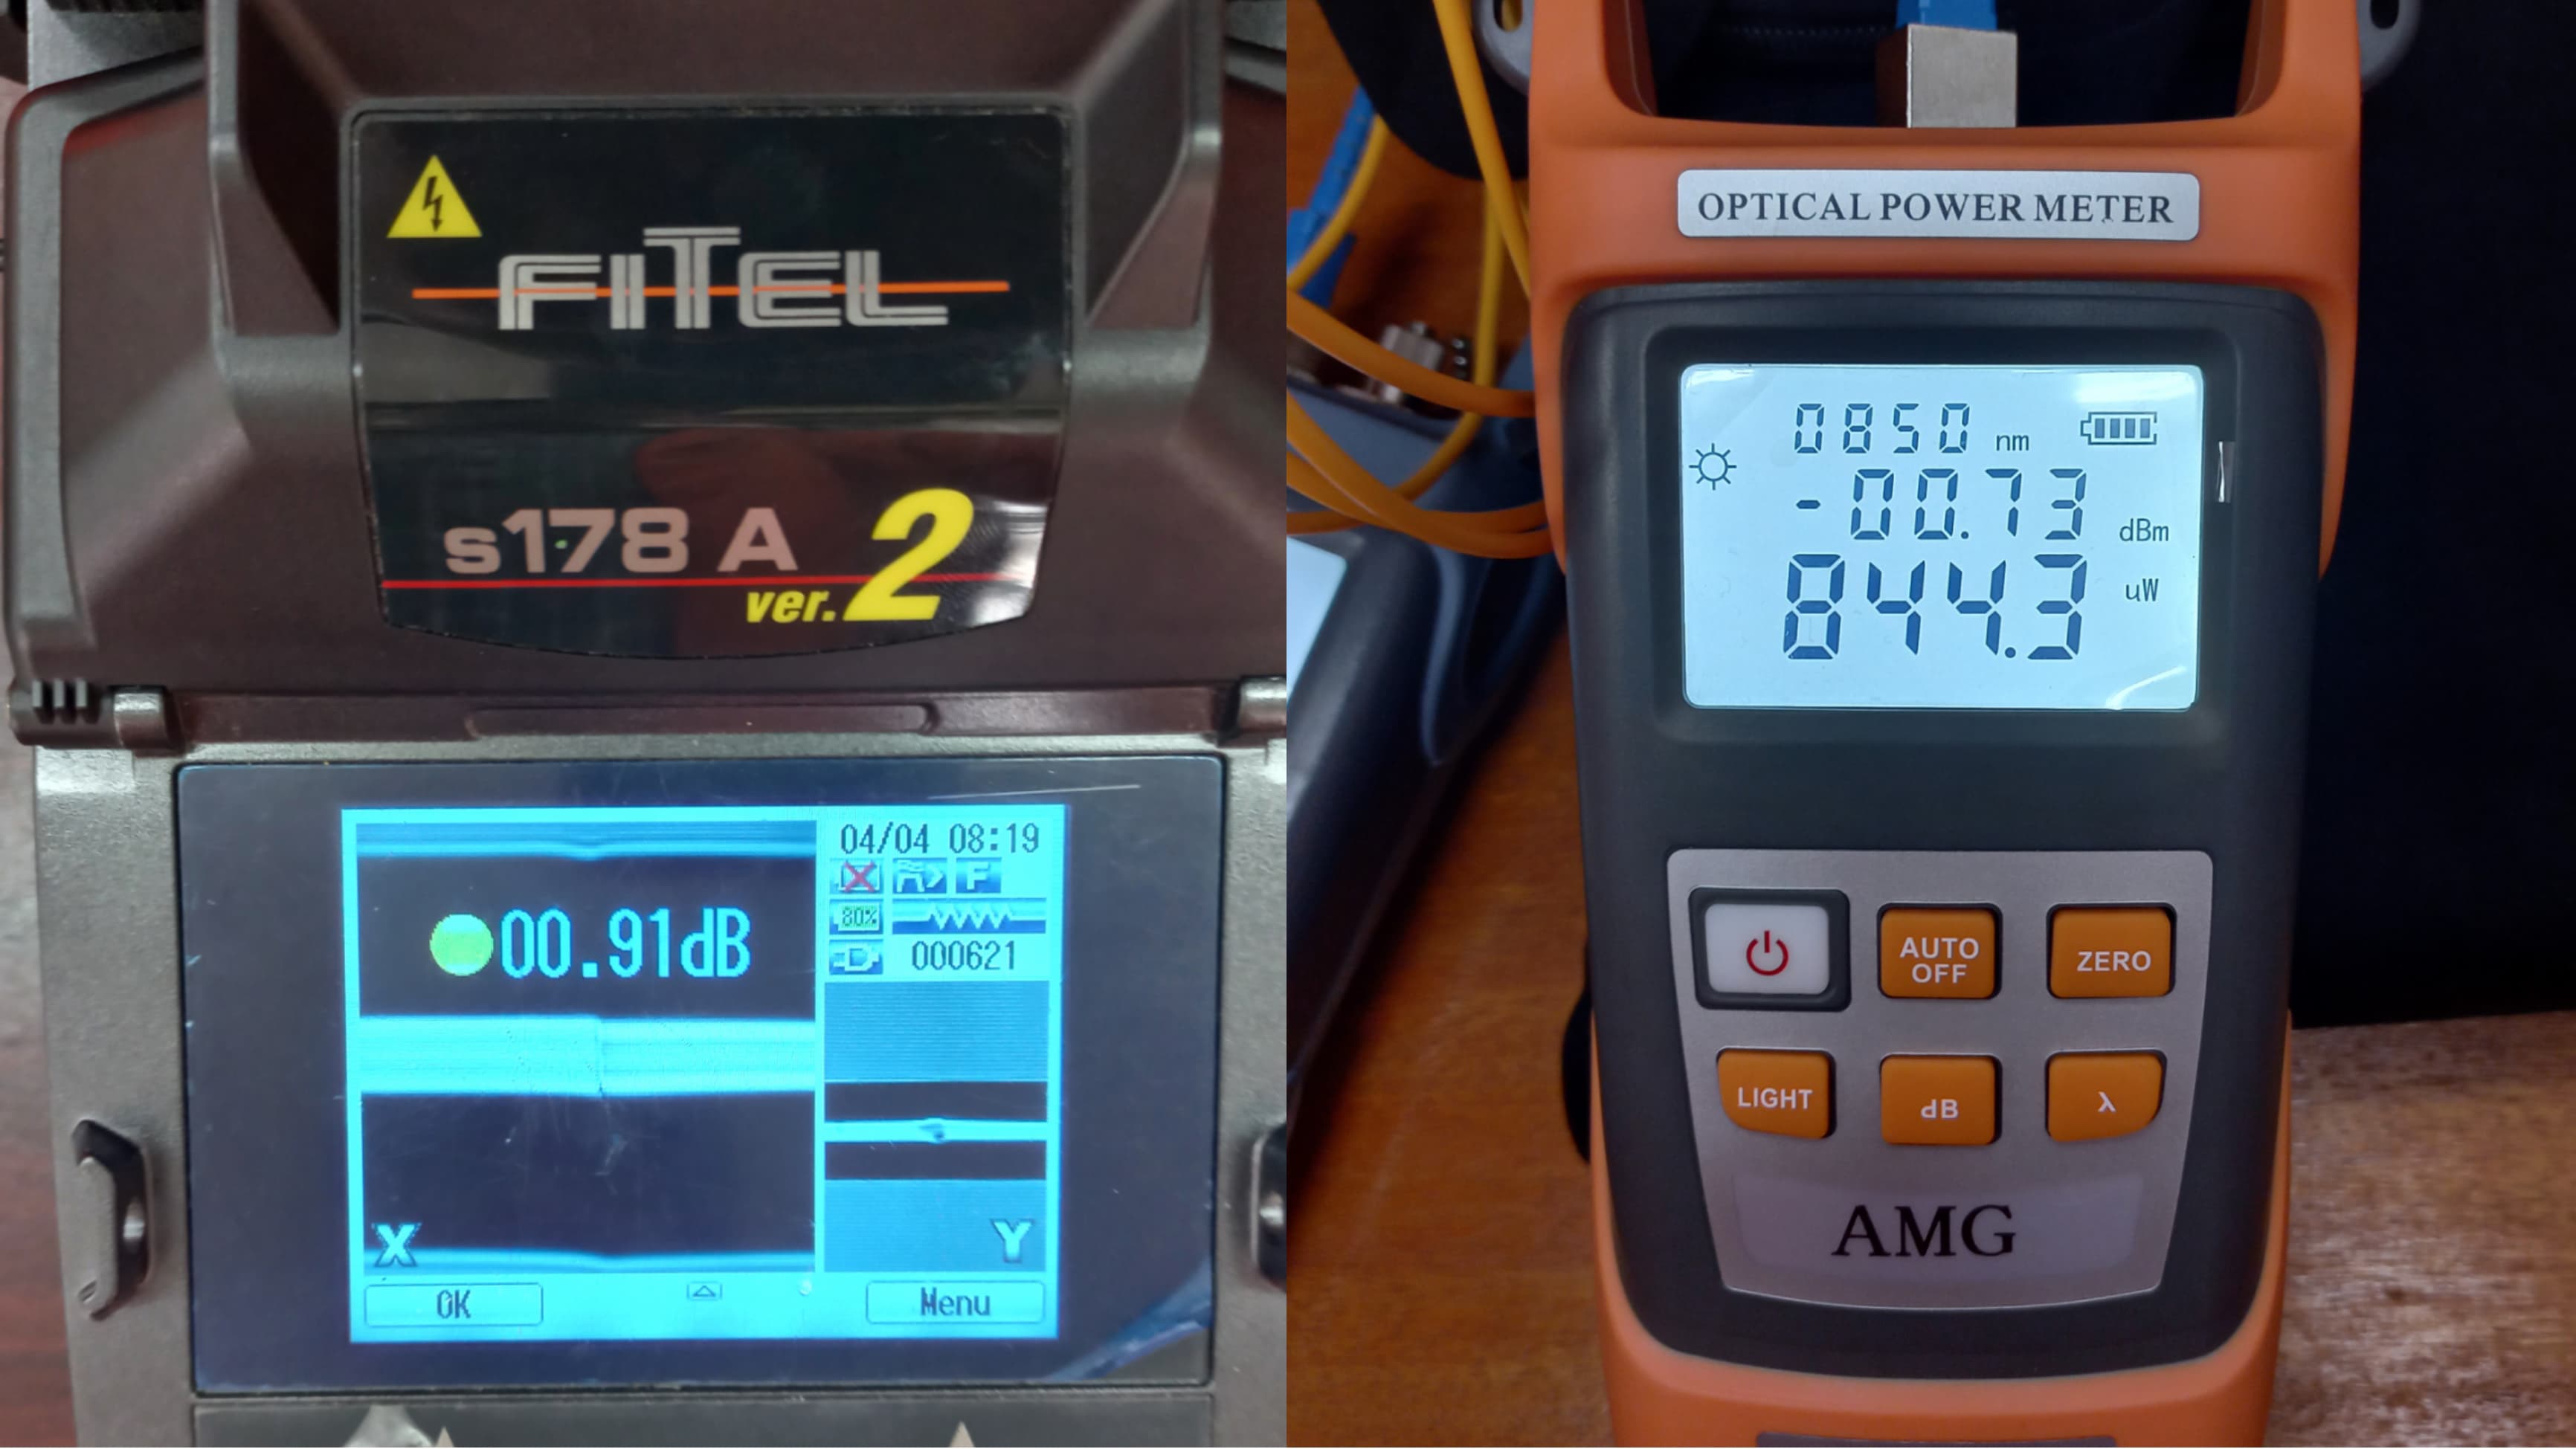 FITEL
s178 A
ver.2
04/04 08:19
F
80%
00.91dB
000621
X
Y
OK
Menu
OPTICAL POWER METER
0850 nm
-00.73 dBm
844.3 uW
AUTO OFF
ZERO
LIGHT
dB
λ
AMG